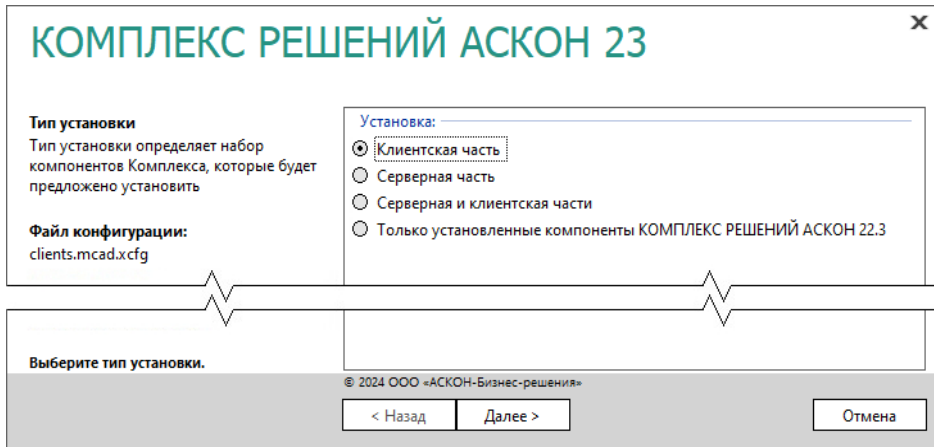 КОМПЛЕКС РЕШЕНИЙ АСКОН 23
x
Тип установки
Тип установки определяет набор
компонентов Комплекса, которые будет
предложено установить
Файл конфигурации:
clients.mcad.xcfg
Выберите тип установки.
Установка:
Клиентская часть
Серверная часть
Серверная и клиентская части
Только установленные компоненты КОМПЛЕКС РЕШЕНИЙ АСКОН 22.3
© 2024 ООО «АСКОН-Бизнес-решения»
< Назад
Далее >
Отмена